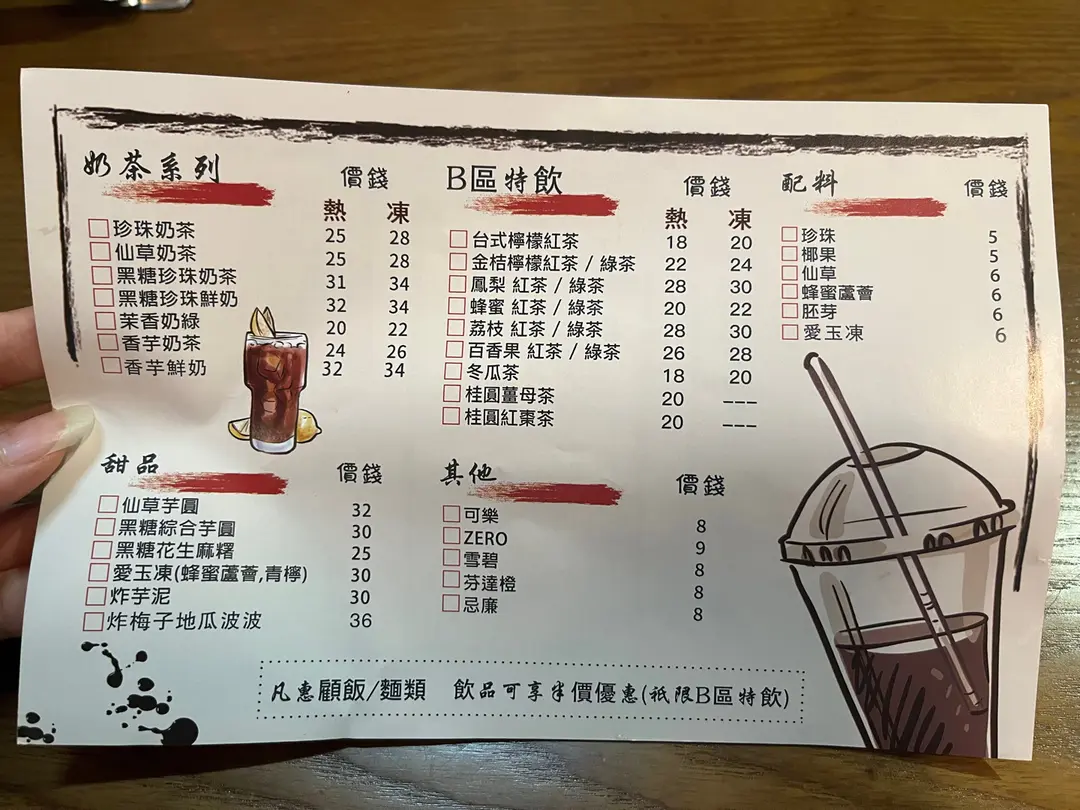 奶茶系列 價錢
熱 凍
珍珠奶茶 25 28
仙草奶茶 25 28
黑糖珍珠奶茶 31 34
黑糖珍珠鮮奶 32 34
茉香奶綠 20 22
香芋奶茶 24 26
香芋鮮奶 32 34
B區特飲 價錢
熱 凍
台式檸檬紅茶 18 20
金桔檸檬紅茶 / 綠茶 22 24
鳳梨 紅茶 / 綠茶 28 30
蜂蜜 紅茶 / 綠茶 20 22
荔枝 紅茶 / 綠茶 28 30
百香果 紅茶 / 綠茶 26 28
冬瓜茶 18 20
桂圓薑母茶 20 ---
桂圓紅棗茶 20 ---
配料 價錢
珍珠 5
椰果 5
仙草 6
蜂蜜蘆薈 6
胚芽 6
愛玉凍 6
甜品 價錢
仙草芋圓 32
黑糖綜合芋圓 30
黑糖花生麻糬 25
愛玉凍(蜂蜜蘆薈,青檸) 30
炸芋泥 30
炸梅子地瓜波波 36
其他 價錢
可樂 8
ZERO 9
雪碧 8
芬達橙 8
忌廉 8
凡惠顧飯/麵類 飲品可享半價優惠(祇限B區特飲)